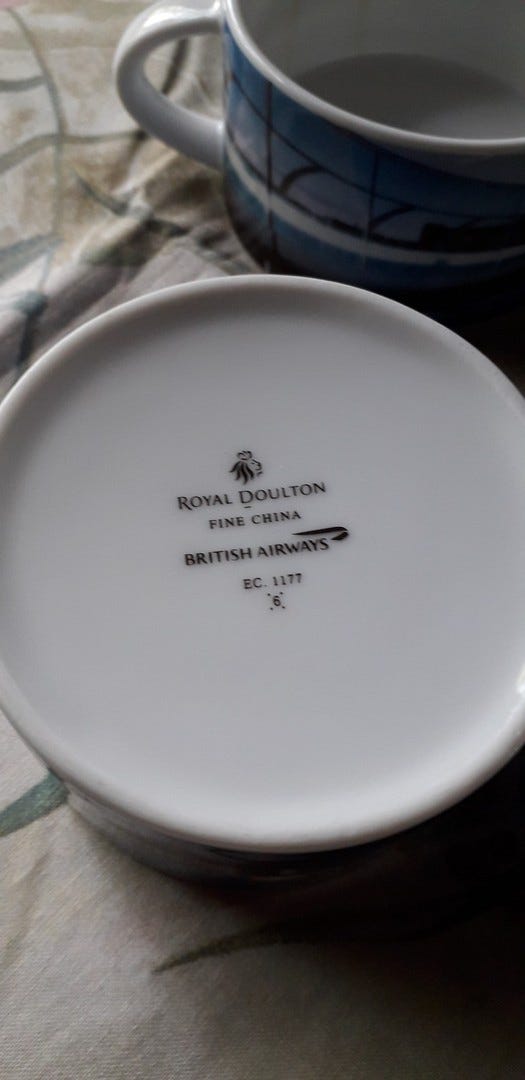 ROYAL DOULTON
FINE CHINA
BRITISH AIRWAYS
EC. 1177
6